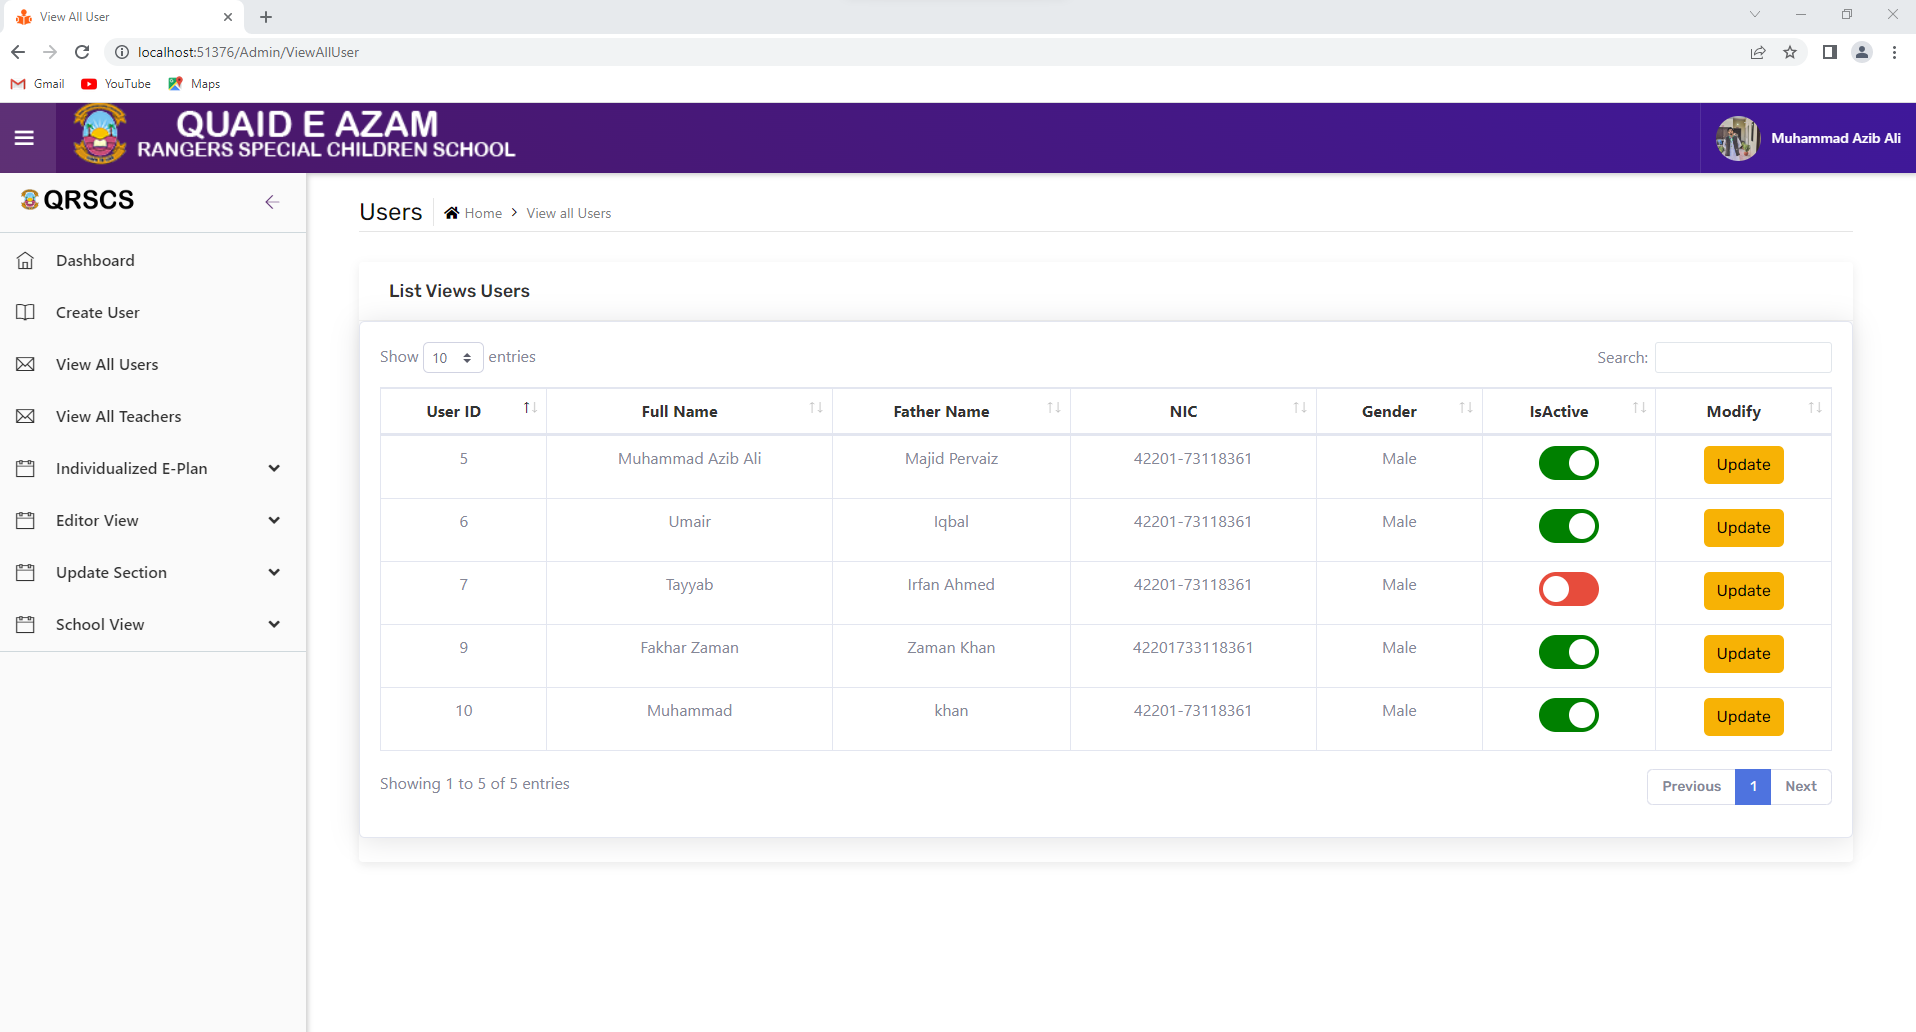 View All User
localhost:51376/Admin/ViewAllUser
Gmail YouTube Maps
QUAID E AZAM
RANGERS SPECIAL CHILDREN SCHOOL
Muhammad Azib Ali
QRSCS
Dashboard
Create User
View All Users
View All Teachers
Individualized E-Plan
Editor View
Update Section
School View
Users Home View all Users
List Views Users
Show 10 entries Search:
User ID Full Name Father Name NIC Gender IsActive Modify
5 Muhammad Azib Ali Majid Pervaiz 42201-73118361 Male Update
6 Umair Iqbal 42201-73118361 Male Update
7 Tayyab Irfan Ahmed 42201-73118361 Male Update
9 Fakhar Zaman Zaman Khan 42201733118361 Male Update
10 Muhammad khan 42201-73118361 Male Update
Showing 1 to 5 of 5 entries Previous 1 Next